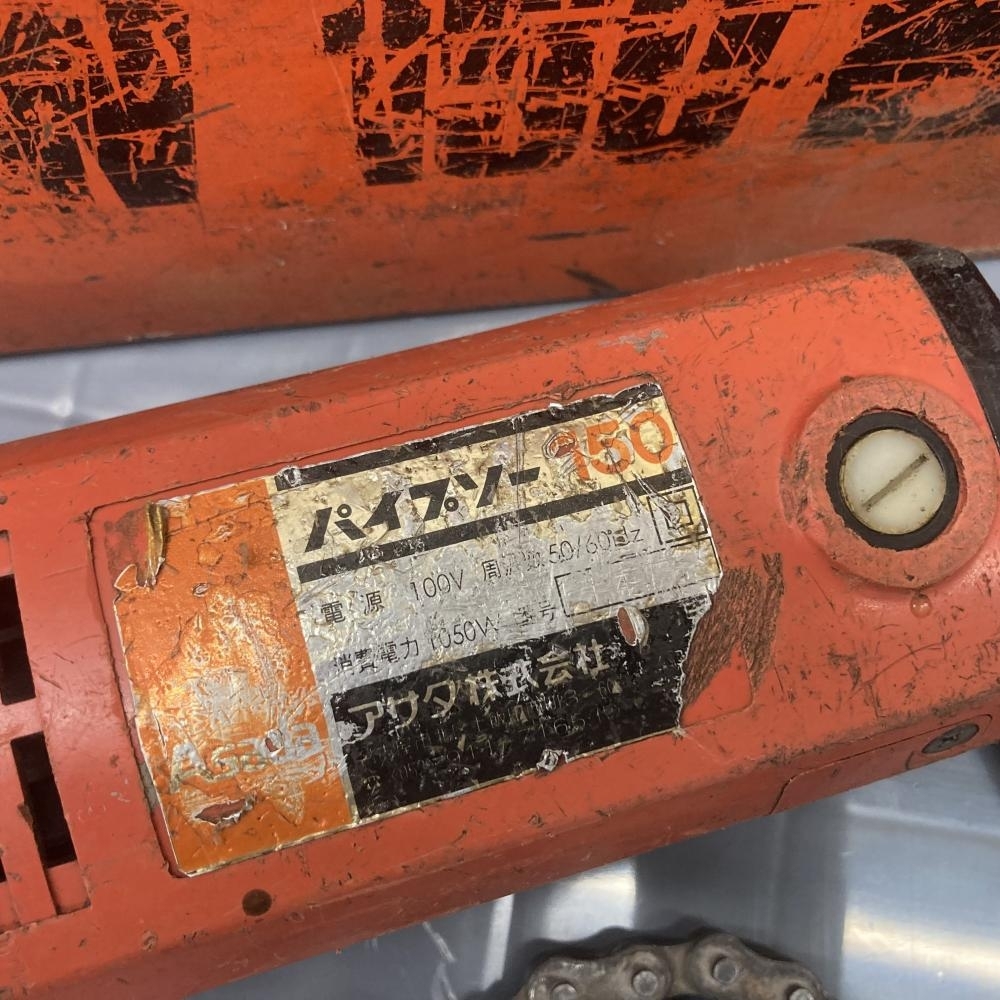 パイプソー 150
電源 100V 周波数 50/60Hz
消費電力 1050W 番号
アサダ株式会社
Asada